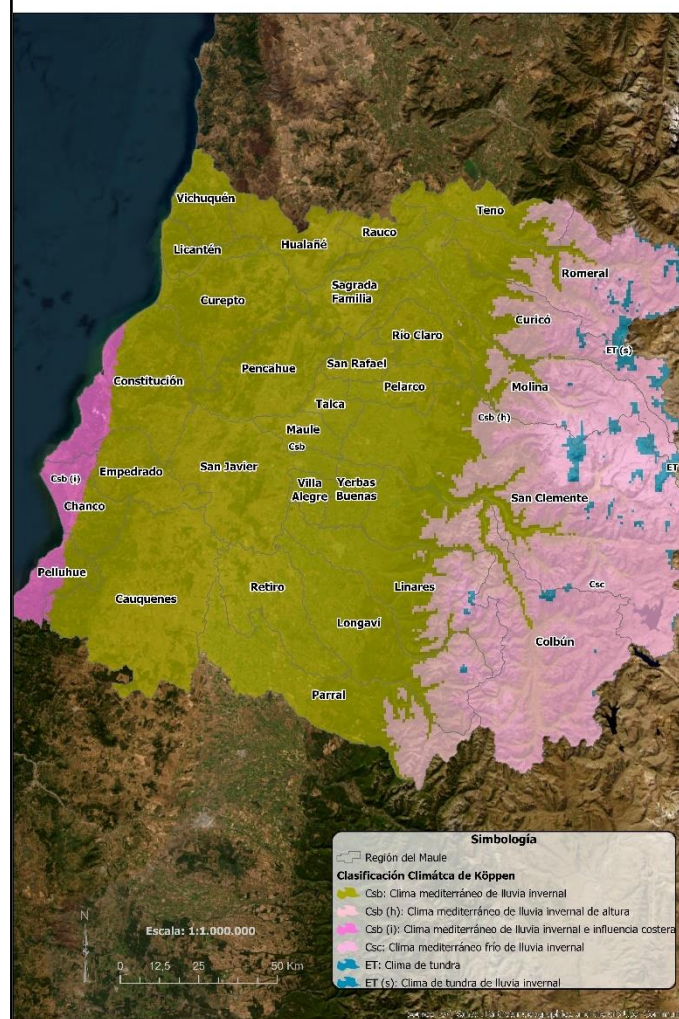 Vichuquén
Teno
Rauco
Licantén
Hualañé
Romeral
Sagrada
Familia
Curepto
Curicó
Río Claro
ET (s)
San Rafael
Pencahue
Constitución
Pelarco
Molina
Talca
Csb (h)
Maule
Csb
San Javier
Empedrado
ET
Csb (i)
Villa
Alegre
Yerbas
Buenas
San Clemente
Chanco
Pelluhue
Retiro
Linares
Csc
Cauquenes
Longaví
Colbún
Parral
Simbología
Región del Maule
Clasificación Climátca de Köppen
Csb: Clima mediterráneo de lluvia invernal
Csb (h): Clima mediterráneo de lluvia invernal de altura
Csb (i): Clima mediterráneo de lluvia invernal e influencia costera
Csc: Clima mediterráneo frío de lluvia invernal
ET: Clima de tundra
ET (s): Clima de tundra de lluvia invernal
N
Escala: 1:1.000.000
0 12,5 25 50 Km